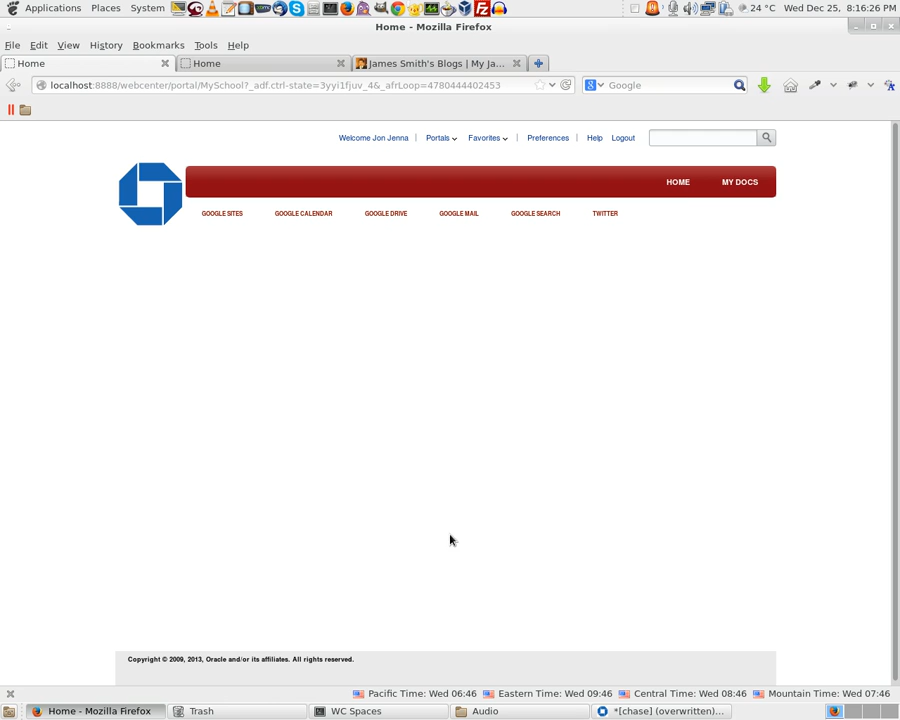 Applications Places System 24 °C Wed Dec 25, 8:16:26 PM
Home - Mozilla Firefox
File Edit View History Bookmarks Tools Help
Home Home James Smith's Blogs | My Ja...
localhost:8888/webcenter/portal/MySchool?_adf.ctrl-state=3yyi1fjuv_4&_afrLoop=4780444402453 Google
Welcome Jon Jenna Portals Favorites Preferences Help Logout
HOME MY DOCS
GOOGLE SITES GOOGLE CALENDAR GOOGLE DRIVE GOOGLE MAIL GOOGLE SEARCH TWITTER
Copyright © 2009, 2013, Oracle and/or its affiliates. All rights reserved.
Pacific Time: Wed 06:46 Eastern Time: Wed 09:46 Central Time: Wed 08:46 Mountain Time: Wed 07:46
Home - Mozilla Firefox Trash WC Spaces Audio *[chase] (overwritten)...